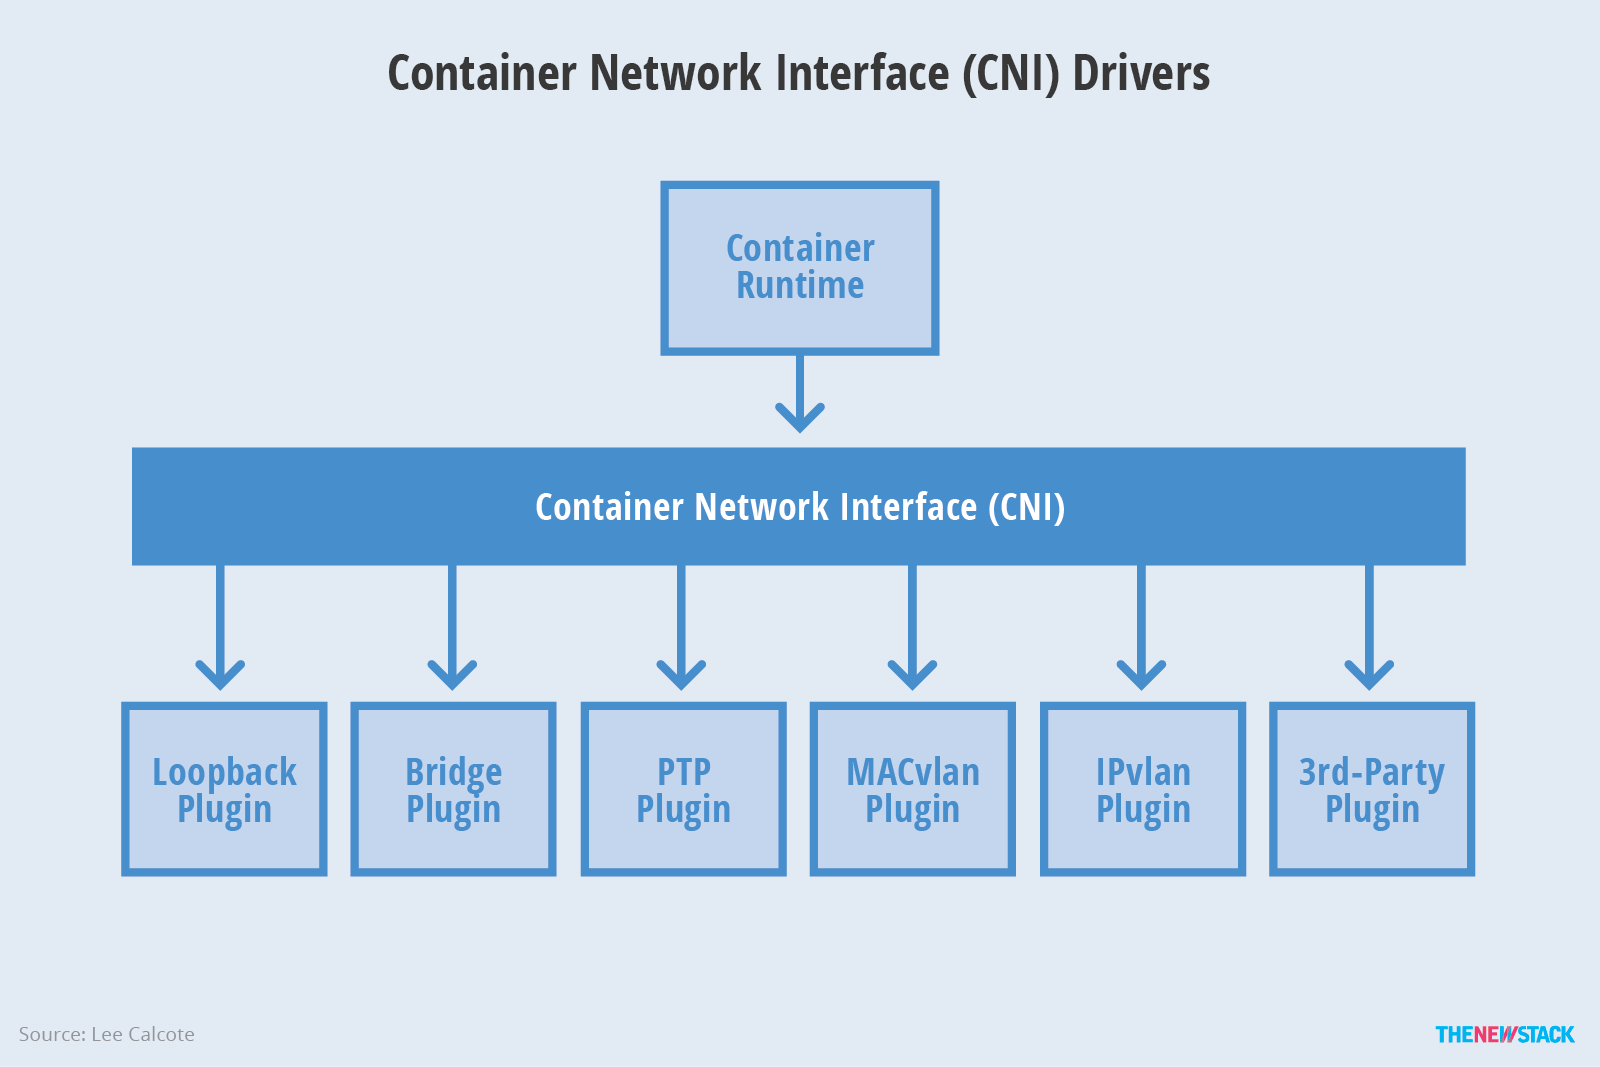 Container Network Interface (CNI) Drivers
Container
Runtime
Container Network Interface (CNI)
Loopback
Plugin
Bridge
Plugin
PTP
Plugin
MACvlan
Plugin
IPvlan
Plugin
3rd-Party
Plugin
Source: Lee Calcote
THENEWSTACK